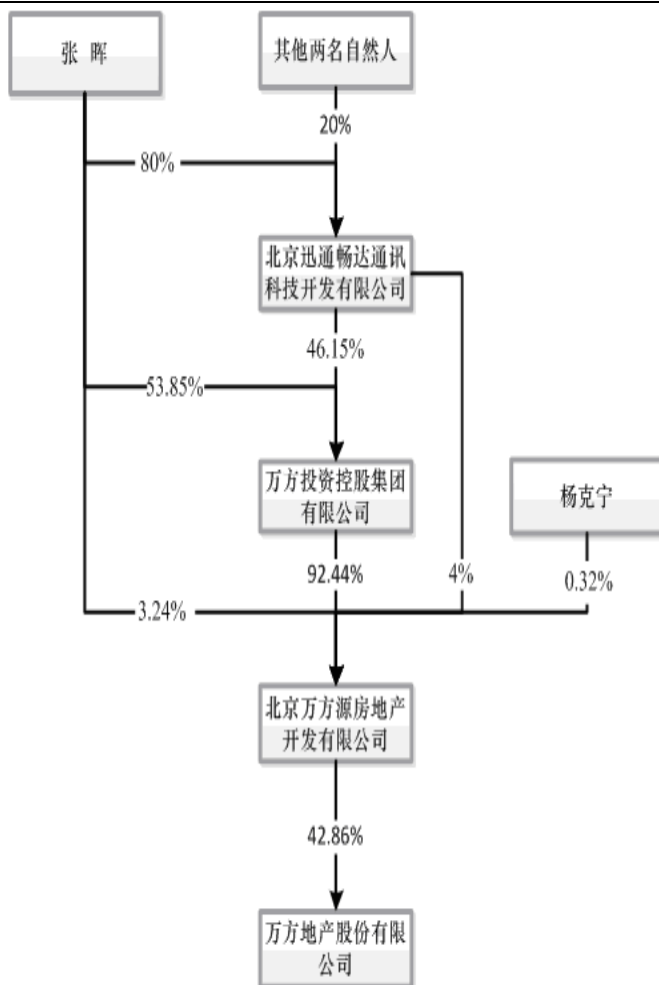 张 晖
其他两名自然人
20%
80%
北京迅通畅达通讯
科技开发有限公司
46.15%
53.85%
万方投资控股集团
有限公司
杨克宁
92.44%
4%
0.32%
3.24%
北京万方源房地产
开发有限公司
42.86%
万方地产股份有限
公司